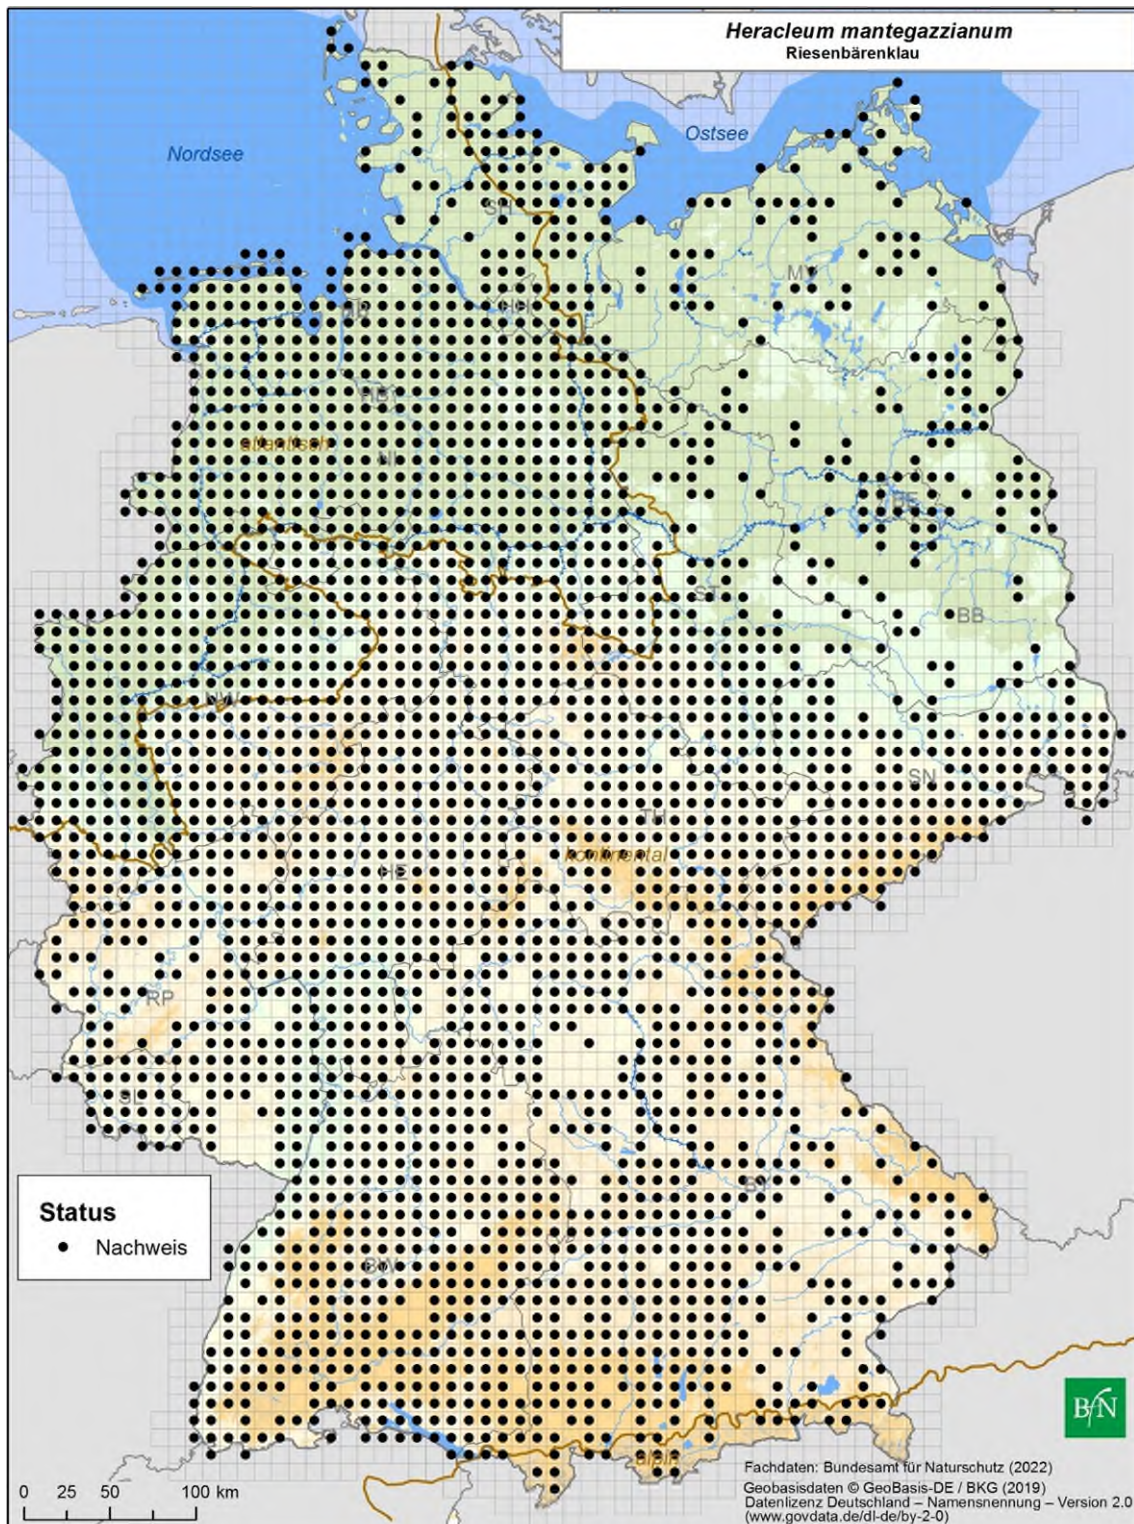 Heracleum mantegazzianum
Riesenbärenklau
Nordsee
Ostsee
SH
MV
HH
HB
HB
atlantisch
NI
BE
ST
BB
NW
SN
TH
kontinental
HE
RP
SL
BY
BW
alpin
Status
Nachweis
0 25 50 100 km
BfN
Fachdaten: Bundesamt für Naturschutz (2022)
Geobasisdaten © GeoBasis-DE / BKG (2019)
Datenlizenz Deutschland – Namensnennung – Version 2.0
(www.govdata.de/dl-de/by-2-0)